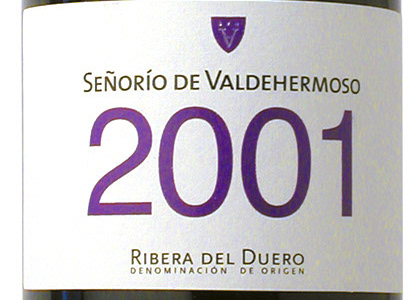 SEÑORÍO DE VALDEHERMOSO
2001
RIBERA DEL DUERO
DENOMINACIÓN DE ORIGEN